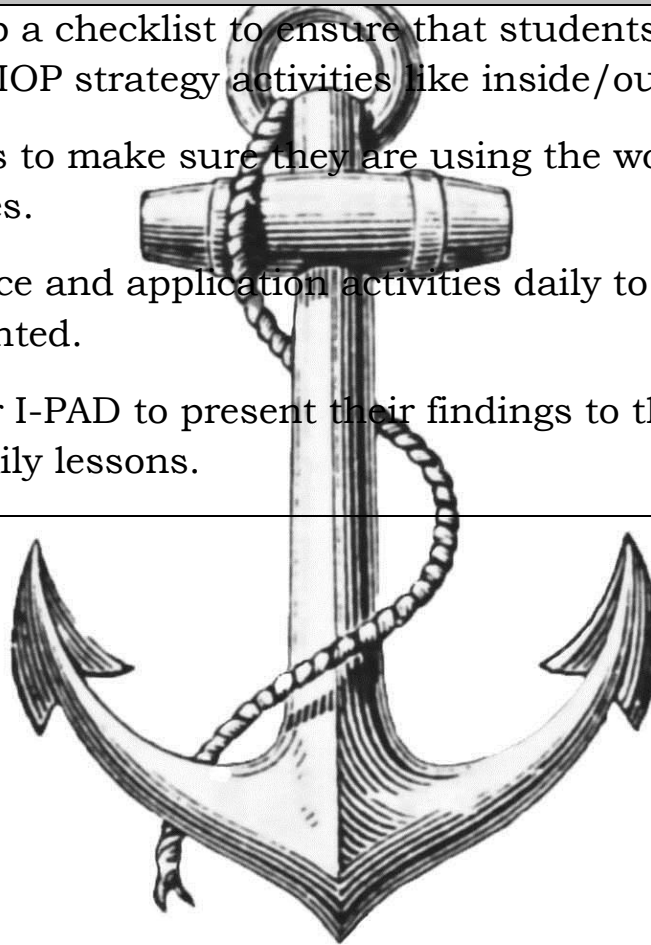 a checklist to ensure that students
IOP strategy activities like inside/ou
s to make sure they are using the wo
es.
ce and application activities daily to
nted.
r I-PAD to present their findings to th
ily lessons.